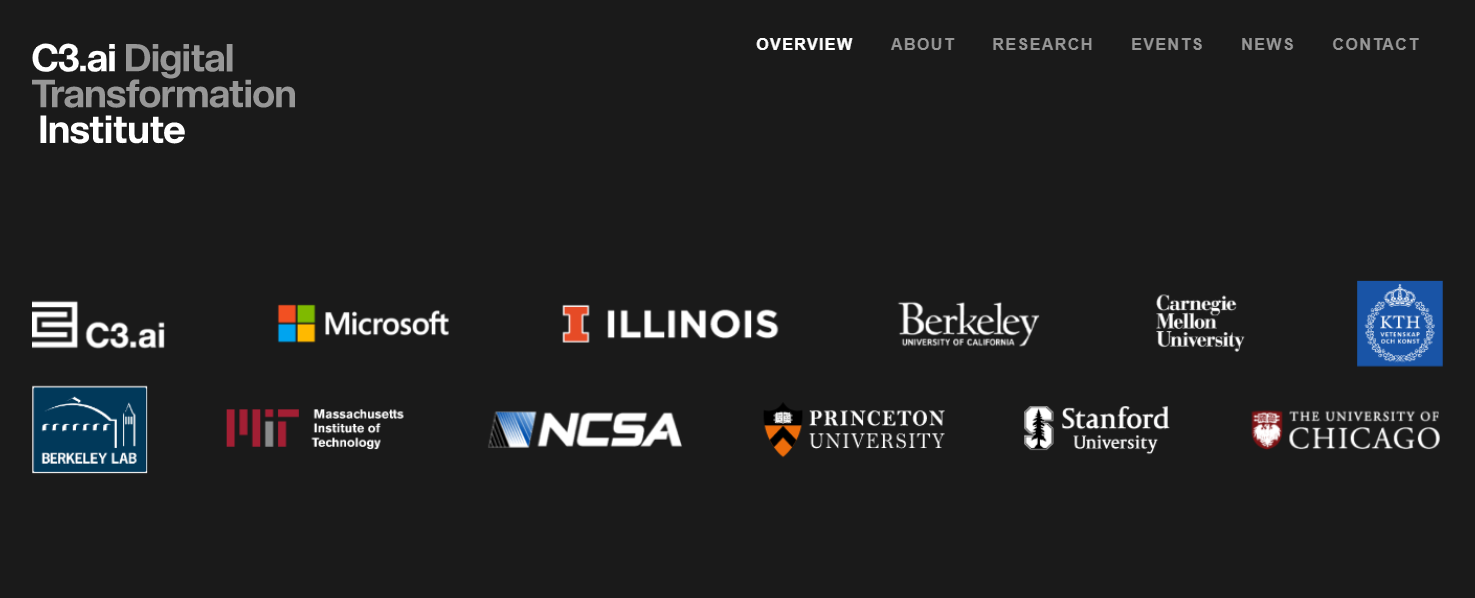 C3.ai Digital
Transformation
Institute
OVERVIEW ABOUT RESEARCH EVENTS NEWS CONTACT
C3.ai
Microsoft
I ILLINOIS
Berkeley
UNIVERSITY OF CALIFORNIA
Carnegie
Mellon
University
KTH
VETENSKAP
OCH KONST
BERKELEY LAB
Massachusetts
Institute of
Technology
NCSA
PRINCETON
UNIVERSITY
S
Stanford
University
THE UNIVERSITY OF
CHICAGO